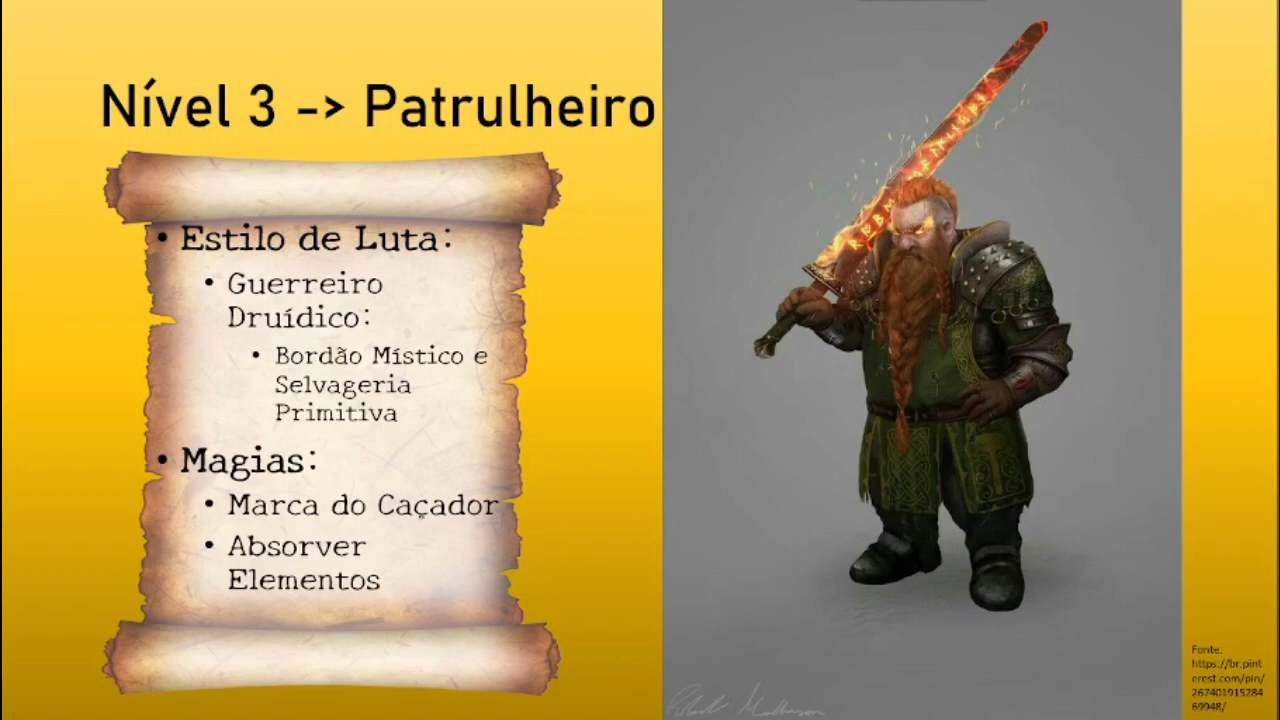 Nível 3 -> Patrulheiro
• Estilo de Luta:
• Guerreiro
Druídico:
• Bordão Místico e
Selvageria
Primitiva
• Magias:
• Marca do Caçador
• Absorver
Elementos
Fonte:
https://br.pint
erest.com/pin/
267401915284
69948/